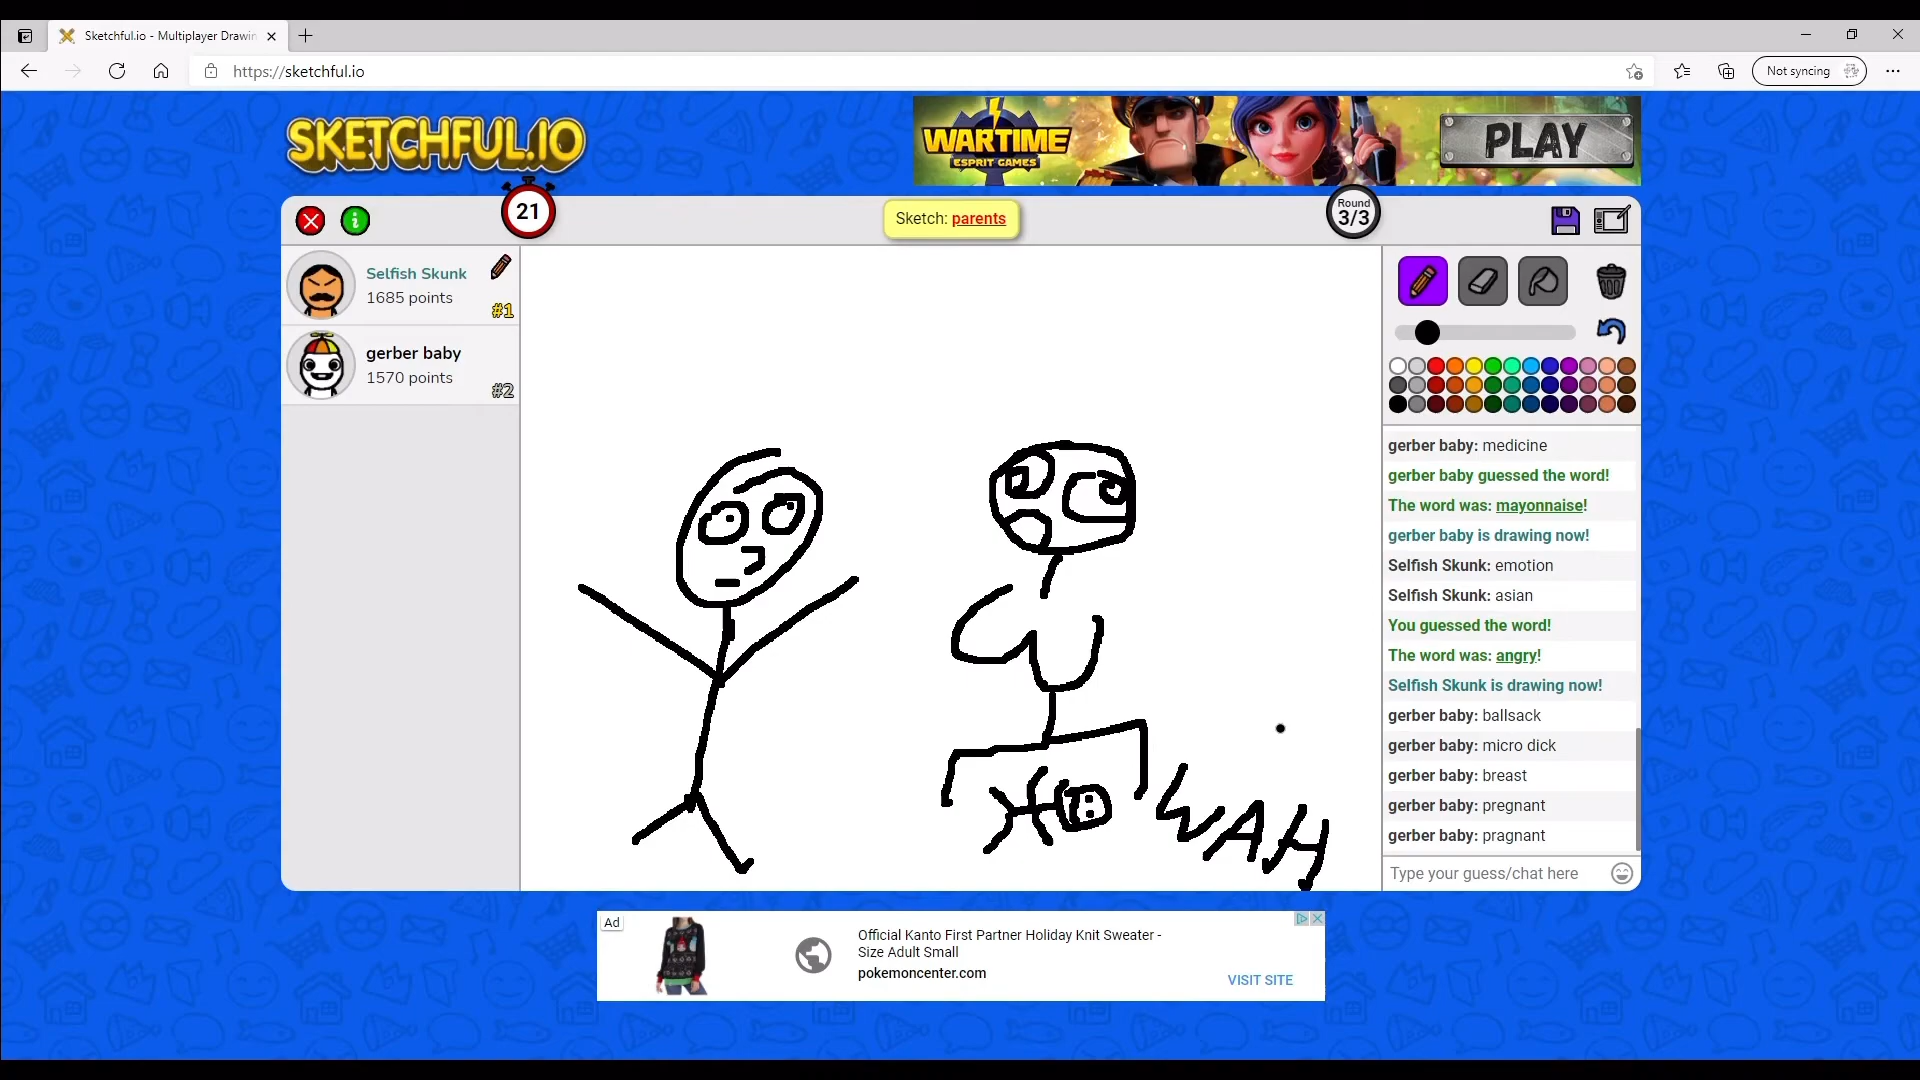 Sketchful.io - Multiplayer Drawin
https://sketchful.io
Not syncing
SKETCHFUL.IO
WARTIME
ESPRIT GAMES
PLAY
21
Sketch: parents
Round
3/3
Selfish Skunk
1685 points
#1
gerber baby
1570 points
#2
WAH
gerber baby: medicine
gerber baby guessed the word!
The word was: mayonnaise!
gerber baby is drawing now!
Selfish Skunk: emotion
Selfish Skunk: asian
You guessed the word!
The word was: angry!
Selfish Skunk is drawing now!
gerber baby: ballsack
gerber baby: micro dick
gerber baby: breast
gerber baby: pregnant
gerber baby: pragnant
Type your guess/chat here
Ad
Official Kanto First Partner Holiday Knit Sweater -
Size Adult Small
pokemoncenter.com
VISIT SITE